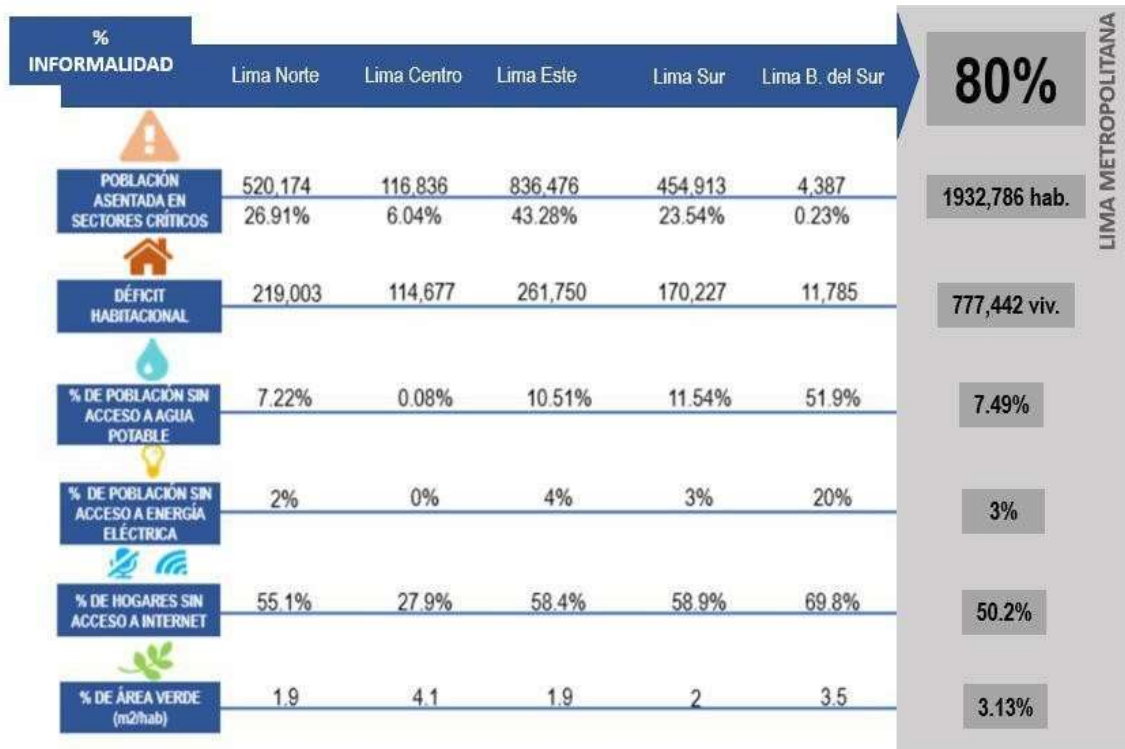 %
INFORMALIDAD
Lima Norte Lima Centro Lima Este Lima Sur Lima B. del Sur
80%
LIMA METROPOLITANA
POBLACIÓN
ASENTADA EN
SECTORES CRÍTICOS
520,174 116,836 836,476 454,913 4,387
26.91% 6.04% 43.28% 23.54% 0.23%
1932,786 hab.
DÉFICIT
HABITACIONAL
219,003 114,677 261,750 170,227 11,785
777,442 viv.
% DE POBLACIÓN SIN
ACCESO A AGUA
POTABLE
7.22% 0.08% 10.51% 11.54% 51.9%
7.49%
% DE POBLACIÓN SIN
ACCESO A ENERGÍA
ELÉCTRICA
2% 0% 4% 3% 20%
3%
% DE HOGARES SIN
ACCESO A INTERNET
55.1% 27.9% 58.4% 58.9% 69.8%
50.2%
% DE ÁREA VERDE
(m2/hab)
1.9 4.1 1.9 2 3.5
3.13%